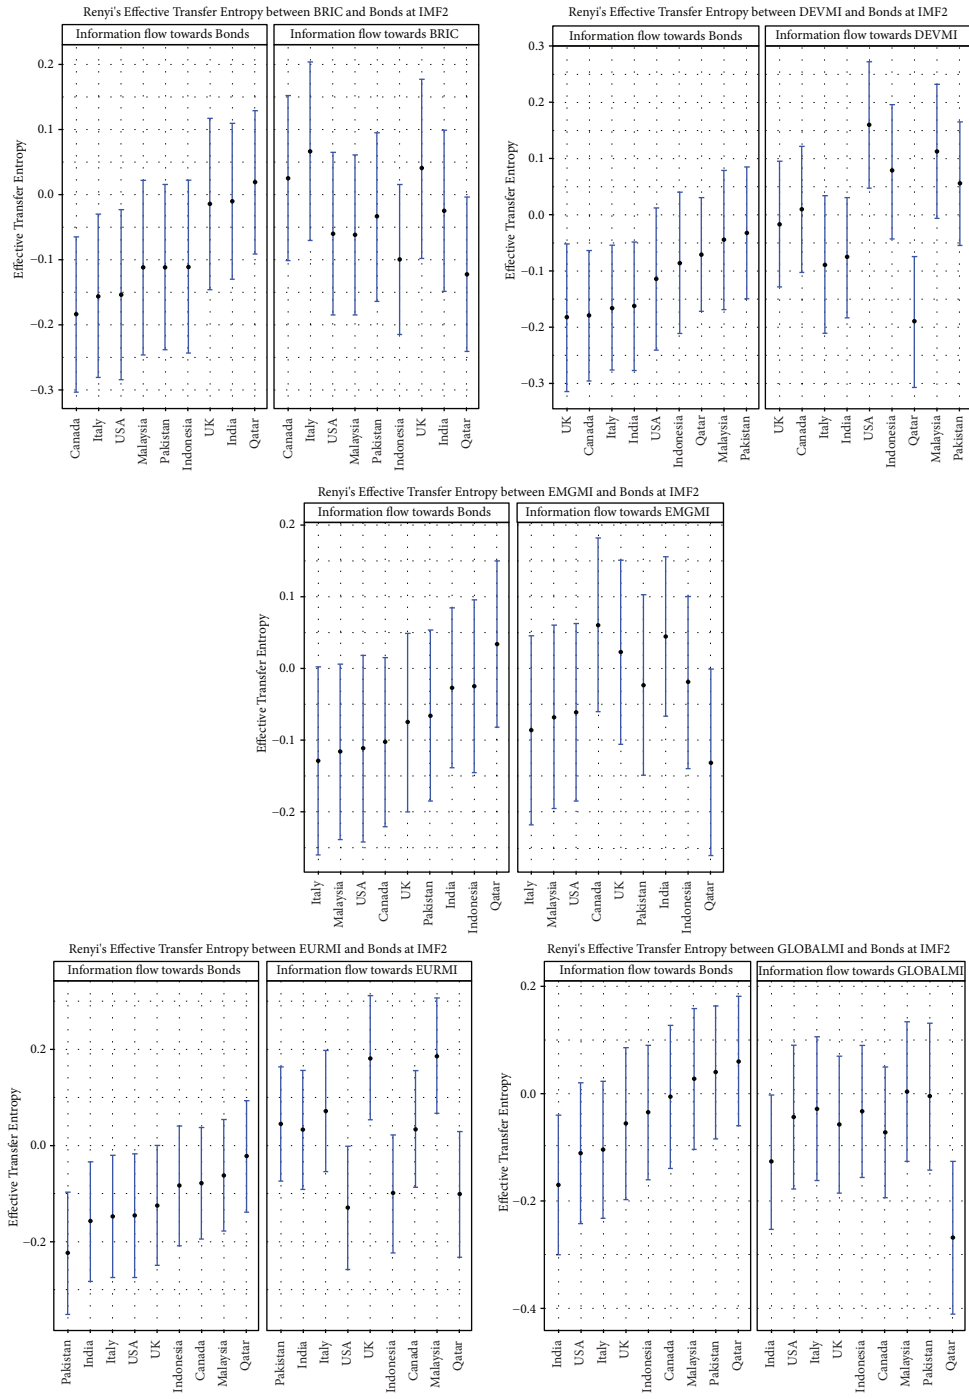 Renyi's Effective Transfer Entropy between BRIC and Bonds at IMF2
Information flow towards Bonds
Information flow towards BRIC
Effective Transfer Entropy
0.2
0.1
0.0
−0.1
−0.2
−0.3
Canada
Italy
USA
Malaysia
Pakistan
Indonesia
UK
India
Qatar
Canada
Italy
USA
Malaysia
Pakistan
Indonesia
UK
India
Qatar
Renyi's Effective Transfer Entropy between DEVMI and Bonds at IMF2
Information flow towards Bonds
Information flow towards DEVMI
Effective Transfer Entropy
0.3
0.2
0.1
0.0
−0.1
−0.2
−0.3
UK
Canada
Italy
India
USA
Indonesia
Qatar
Malaysia
Pakistan
UK
Canada
Italy
India
USA
Indonesia
Qatar
Malaysia
Pakistan
Renyi's Effective Transfer Entropy between EMGMI and Bonds at IMF2
Information flow towards Bonds
Information flow towards EMGMI
Effective Transfer Entropy
0.2
0.1
0.0
−0.1
−0.2
Italy
Malaysia
USA
Canada
UK
Pakistan
India
Indonesia
Qatar
Italy
Malaysia
USA
Canada
UK
Pakistan
India
Indonesia
Qatar
Renyi's Effective Transfer Entropy between EURMI and Bonds at IMF2
Information flow towards Bonds
Information flow towards EURMI
Effective Transfer Entropy
0.2
0.0
−0.2
Pakistan
India
Italy
USA
UK
Indonesia
Canada
Malaysia
Qatar
Pakistan
India
Italy
USA
UK
Indonesia
Canada
Malaysia
Qatar
Renyi's Effective Transfer Entropy between GLOBALMI and Bonds at IMF2
Information flow towards Bonds
Information flow towards GLOBALMI
Effective Transfer Entropy
0.2
0.0
−0.2
−0.4
India
USA
Italy
UK
Indonesia
Canada
Malaysia
Pakistan
Qatar
India
USA
Italy
UK
Indonesia
Canada
Malaysia
Pakistan
Qatar